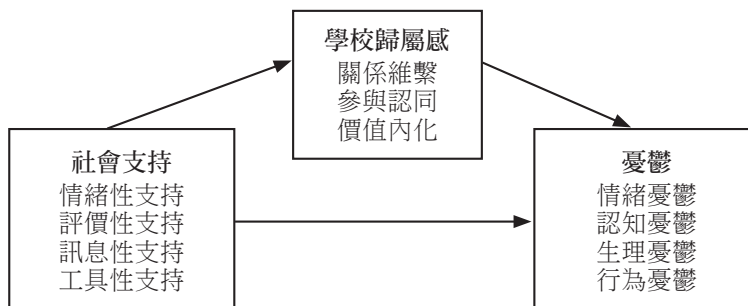 學校歸屬感
關係維繫
參與認同
價值內化
社會支持
情緒性支持
評價性支持
訊息性支持
工具性支持
憂鬱
情緒憂鬱
認知憂鬱
生理憂鬱
行為憂鬱